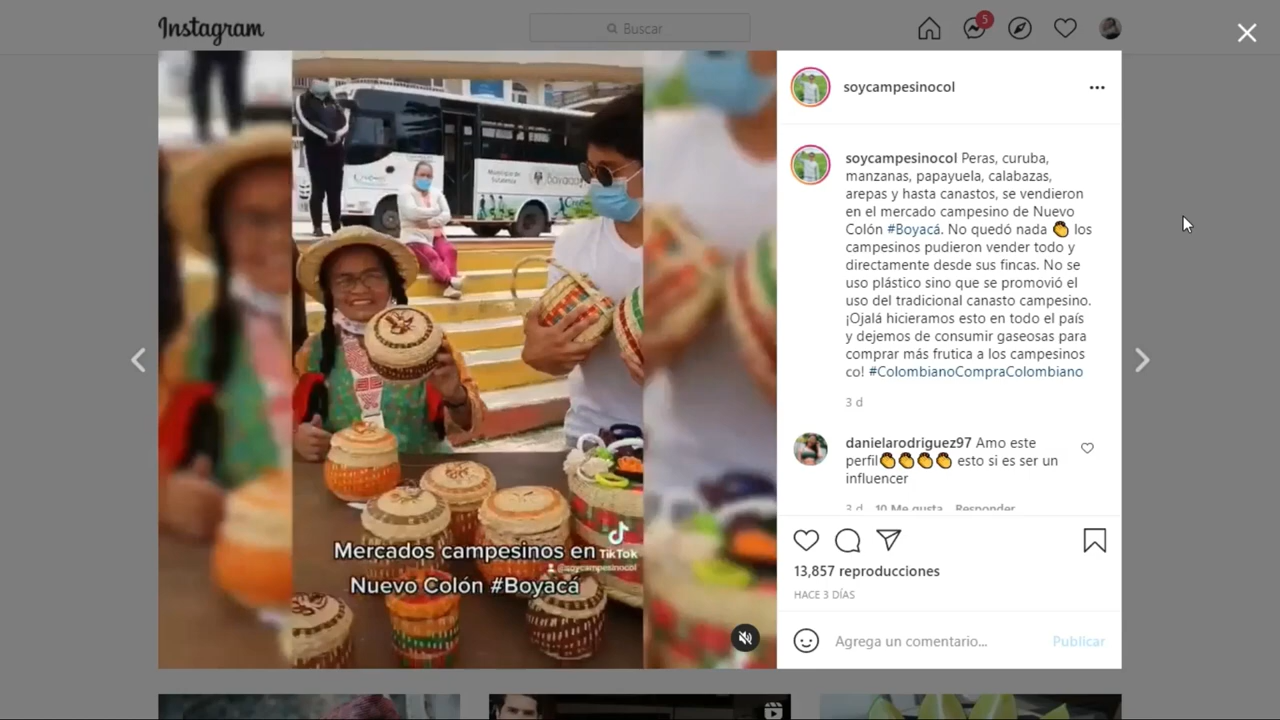 Instagram
Buscar
5
soycampesinocol
soycampesinocol Peras, curuba,
manzanas, papayuela, calabazas,
arepas y hasta canastos, se vendieron
en el mercado campesino de Nuevo
Colón #Boyacá. No quedó nada 👏 los
campesinos pudieron vender todo y
directamente desde sus fincas. No se
uso plástico sino que se promovió el
uso del tradicional canasto campesino.
¡Ojalá hicieramos esto en todo el país
y dejemos de consumir gaseosas para
comprar más frutica a los campesinos
co! #ColombianoCompraColombiano
3 d
danielarodriguez97 Amo este
perfil👏👏👏👏 esto si es ser un
influencer
3 d 10 Me gusta Responder
13,857 reproducciones
HACE 3 DÍAS
Agrega un comentario... Publicar
Boyacá
Mercados campesinos en
Nuevo Colón #Boyacá
TikTok
@soycampesinocol